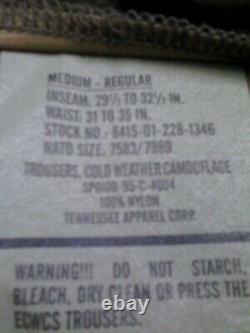 MEDIUM - REGULAR
INSEAM: 29½ TO 32½ IN.
WAIST: 31 TO 35 IN.
STOCK NO.: 8415-01-228-1346
NATO SIZE: 7583/7989
TROUSERS, COLD WEATHER CAMOUFLAGE
SPO100-95-C-4004
100% NYLON
TENNESSEE APPAREL CORP.
WARNING!!! DO NOT STARCH,
BLEACH, DRY CLEAN OR PRESS THE
ECWCS TROUSERS.